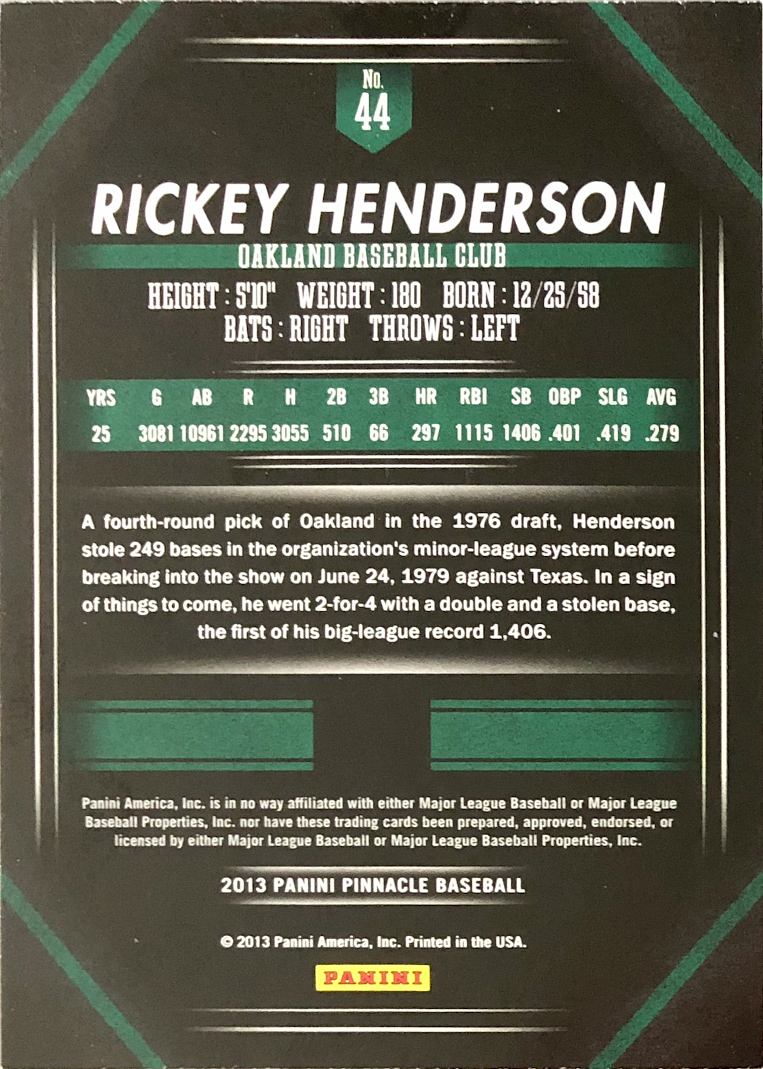 No.
44
RICKEY HENDERSON
OAKLAND BASEBALL CLUB
HEIGHT : 5'10" WEIGHT : 180 BORN : 12/25/58
BATS : RIGHT THROWS : LEFT
YRS G AB R H 2B 3B HR RBI SB OBP SLG AVG
25 3081 10961 2295 3055 510 66 297 1115 1406 .401 .419 .279
A fourth-round pick of Oakland in the 1976 draft, Henderson
stole 249 bases in the organization's minor-league system before
breaking into the show on June 24, 1979 against Texas. In a sign
of things to come, he went 2-for-4 with a double and a stolen base,
the first of his big-league record 1,406.
Panini America, Inc. is in no way affiliated with either Major League Baseball or Major League
Baseball Properties, Inc. nor have these trading cards been prepared, approved, endorsed, or
licensed by either Major League Baseball or Major League Baseball Properties, Inc.
2013 PANINI PINNACLE BASEBALL
© 2013 Panini America, Inc. Printed in the USA.
PANINI